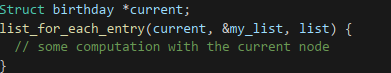 Struct birthday *current;
list_for_each_entry(current, &my_list, list) {
  // some computation with the current node
}